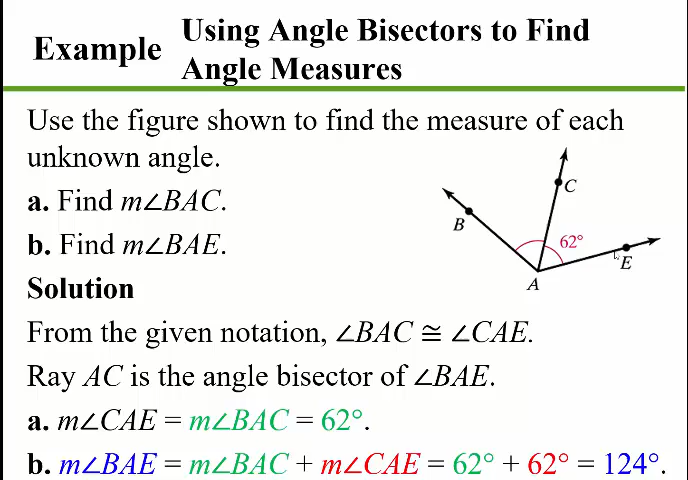 Example
Using Angle Bisectors to Find
Angle Measures
Use the figure shown to find the measure of each
unknown angle.
a. Find m∠BAC.
b. Find m∠BAE.
B
C
62°
E
A
Solution
From the given notation, ∠BAC ≅ ∠CAE.
Ray AC is the angle bisector of ∠BAE.
a. m∠CAE = m∠BAC = 62°.
b. m∠BAE = m∠BAC + m∠CAE = 62° + 62° = 124°.